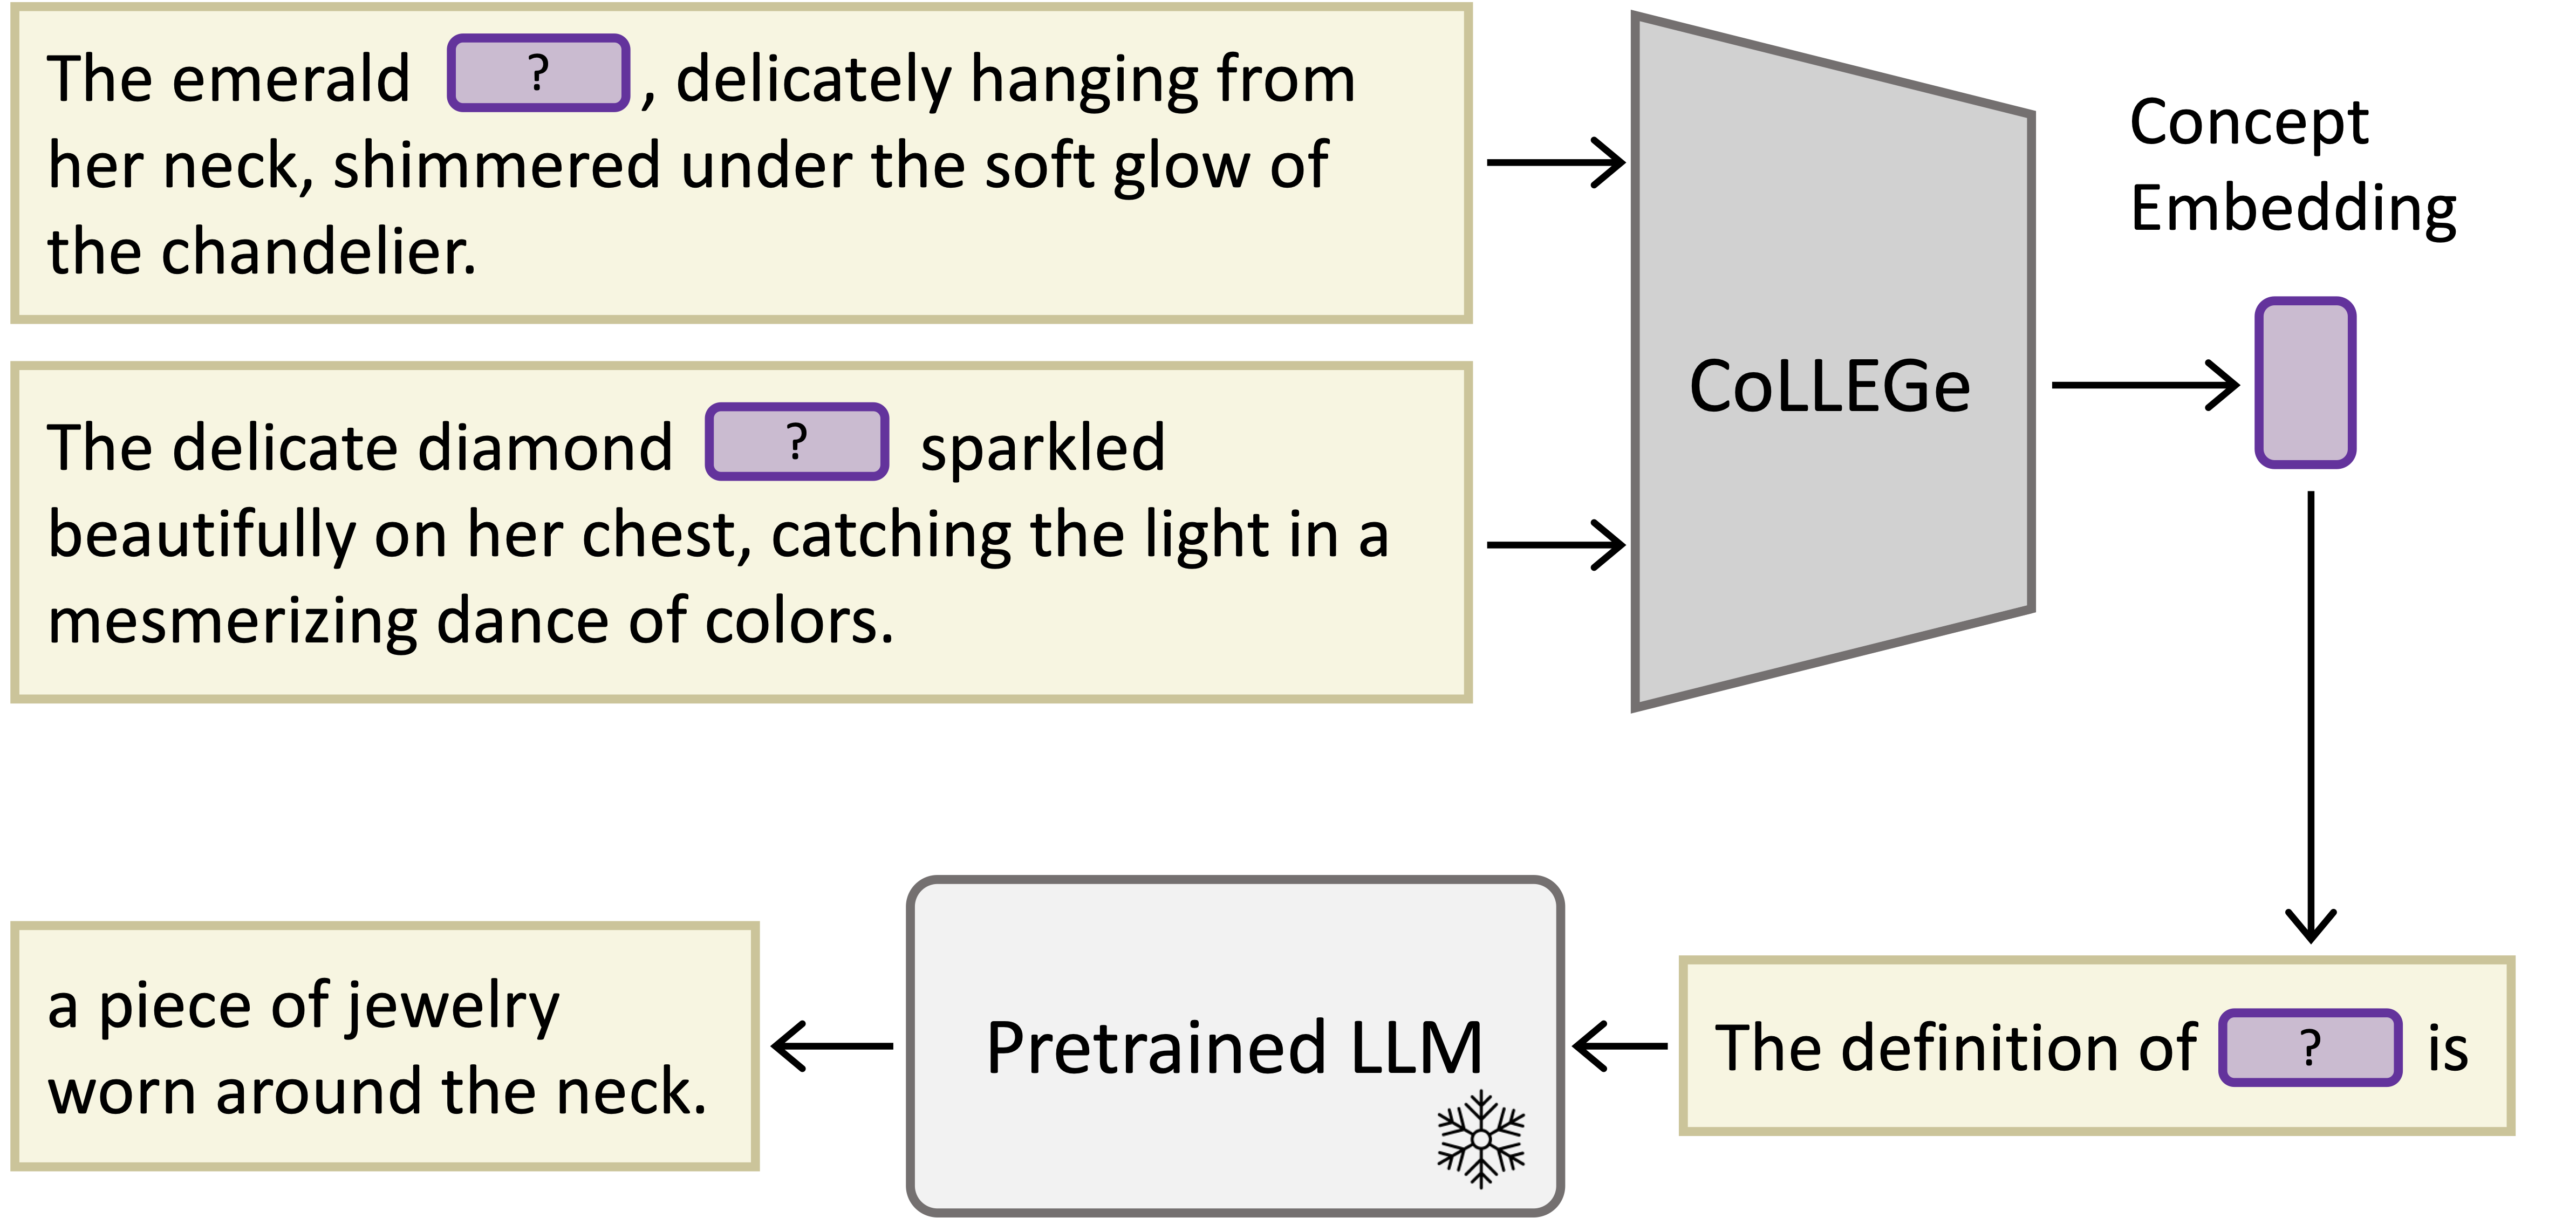 The emerald ? , delicately hanging from
her neck, shimmered under the soft glow of
the chandelier.
The delicate diamond ? sparkled
beautifully on her chest, catching the light in a
mesmerizing dance of colors.
CoLLEGe
Concept
Embedding
The definition of ? is
Pretrained LLM
a piece of jewelry
worn around the neck.